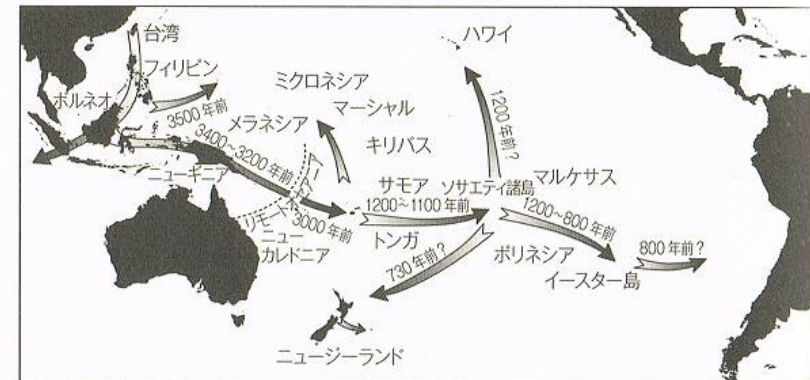 台湾
フィリピン
ボルネオ
3500年前
3400~3200年前
ニューギニア
ミクロネシア
マーシャル
メラネシア
キリバス
リモート・オセアニア
3000年前
ニュー
カレドニア
ハワイ
1200年前?
サモア
1200~1100年前
トンガ
ソサエティ諸島
マルケサス
1200~800年前
ポリネシア
イースター島
800年前?
730年前?
ニュージーランド